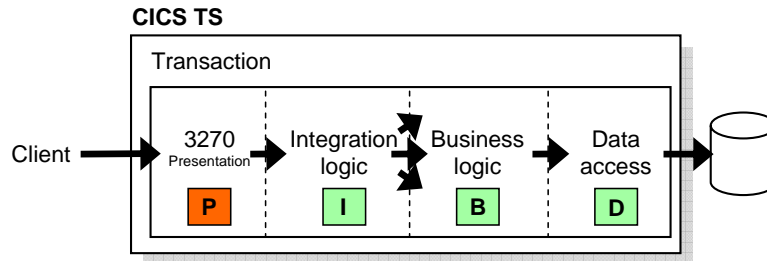 CICS TS
Transaction
Client
3270
Presentation
Integration
logic
Business
logic
Data
access
P
I
B
D